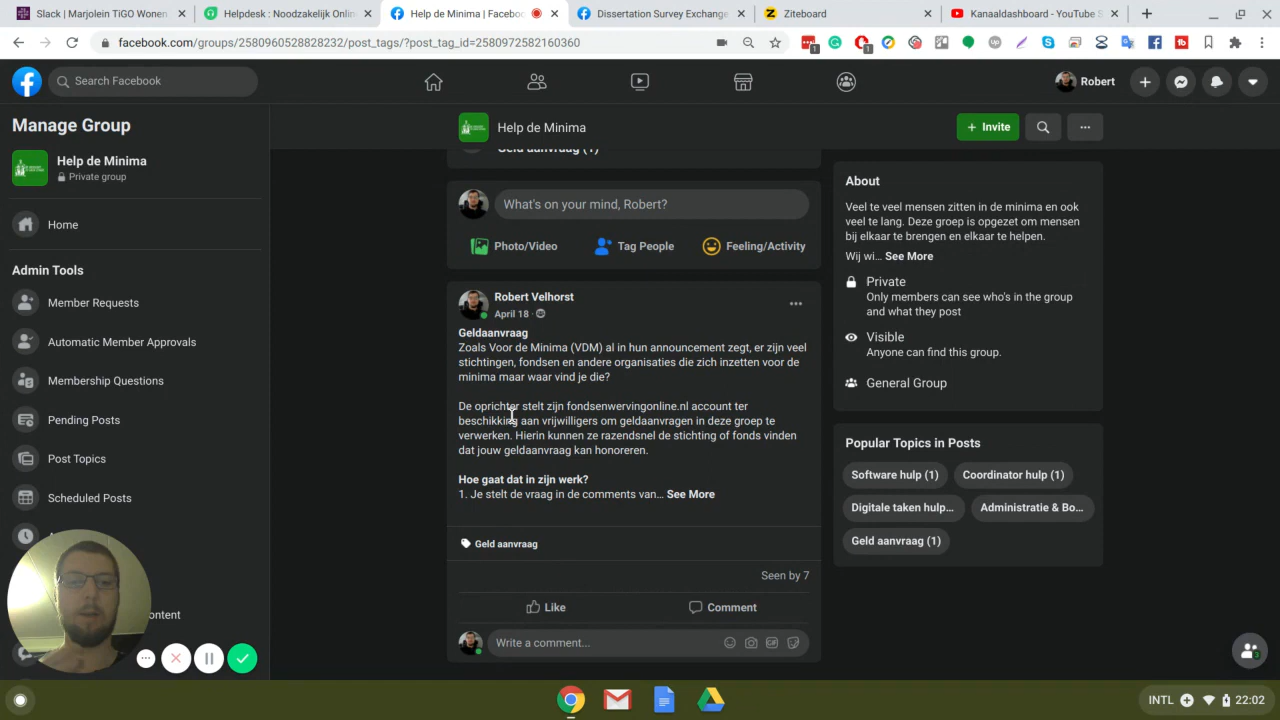 Slack | Marjolein TiGO Wonen.
Helpdesk : Noodzakelijk Onlin
Help de Minima | Faceboo
Dissertation Survey Exchange
Ziteboard
Kanaaldashboard - YouTube S
facebook.com/groups/2580960528828232/post_tags/?post_tag_id=2580972582160360
Search Facebook
Robert
Manage Group
Help de Minima
Private group
Home
Admin Tools
Member Requests
Automatic Member Approvals
Membership Questions
Pending Posts
Post Topics
Scheduled Posts
ontent
Help de Minima
Invite
Geld aanvraag (1)
What's on your mind, Robert?
Photo/Video
Tag People
Feeling/Activity
Robert Velhorst
April 18
Geldaanvraag
Zoals Voor de Minima (VDM) al in hun announcement zegt, er zijn veel
stichtingen, fondsen en andere organisaties die zich inzetten voor de
minima maar waar vind je die?
De oprichter stelt zijn fondsenwervingonline.nl account ter
beschikking aan vrijwilligers om geldaanvragen in deze groep te
verwerken. Hierin kunnen ze razendsnel de stichting of fonds vinden
dat jouw geldaanvraag kan honoreren.
Hoe gaat dat in zijn werk?
1. Je stelt de vraag in de comments van... See More
Geld aanvraag
Seen by 7
Like
Comment
Write a comment...
About
Veel te veel mensen zitten in de minima en ook
veel te lang. Deze groep is opgezet om mensen
bij elkaar te brengen en elkaar te helpen.
Wij wi... See More
Private
Only members can see who's in the group
and what they post
Visible
Anyone can find this group.
General Group
Popular Topics in Posts
Software hulp (1)
Coordinator hulp (1)
Digitale taken hulp...
Administratie & Bo...
Geld aanvraag (1)
INTL
22:02